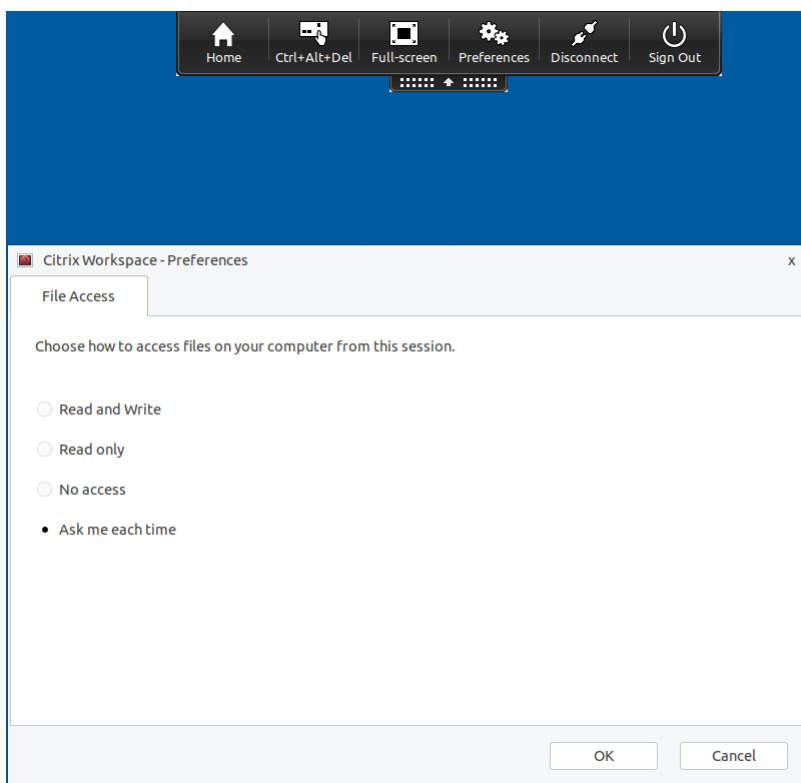 Home Ctrl+Alt+Del Full-screen Preferences Disconnect Sign Out
Citrix Workspace - Preferences x
File Access
Choose how to access files on your computer from this session.
Read and Write
Read only
No access
Ask me each time
OK Cancel